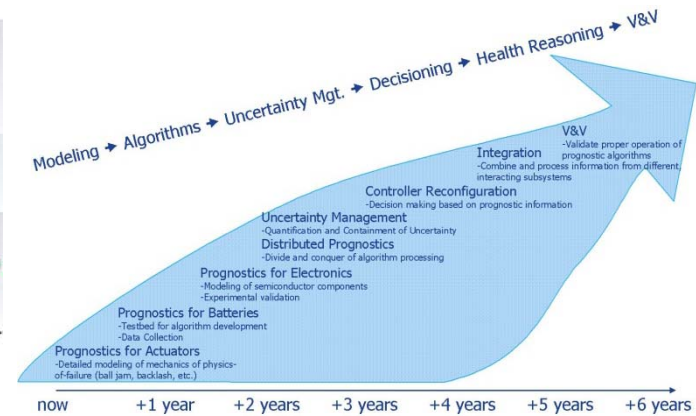 Modeling → Algorithms → Uncertainty Mgt. → Decisioning → Health Reasoning → V&V
V&V
-Validate proper operation of
prognostic algorithms
Integration
-Combine and process information from different,
interacting subsystems
Controller Reconfiguration
-Decision making based on prognostic information
Uncertainty Management
-Quantification and Containment of Uncertainty
Distributed Prognostics
-Divide and conquer of algorithm processing
Prognostics for Electronics
-Modeling of semiconductor components
-Experimental validation
Prognostics for Batteries
-Testbed for algorithm development
-Data Collection
Prognostics for Actuators
-Detailed modeling of mechanics of physics-
of-failure (ball jam, backlash, etc.)
now +1 year +2 years +3 years +4 years +5 years +6 years